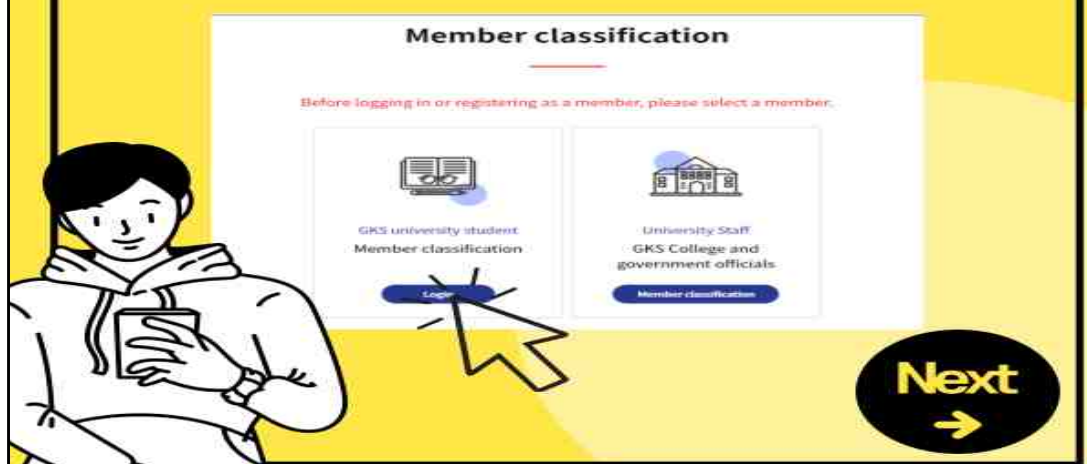 Member classification
Before logging in or registering as a member, please select a member.
GKS university student
Member classification
Login
University Staff
GKS College and
government officials
Member classification
Next